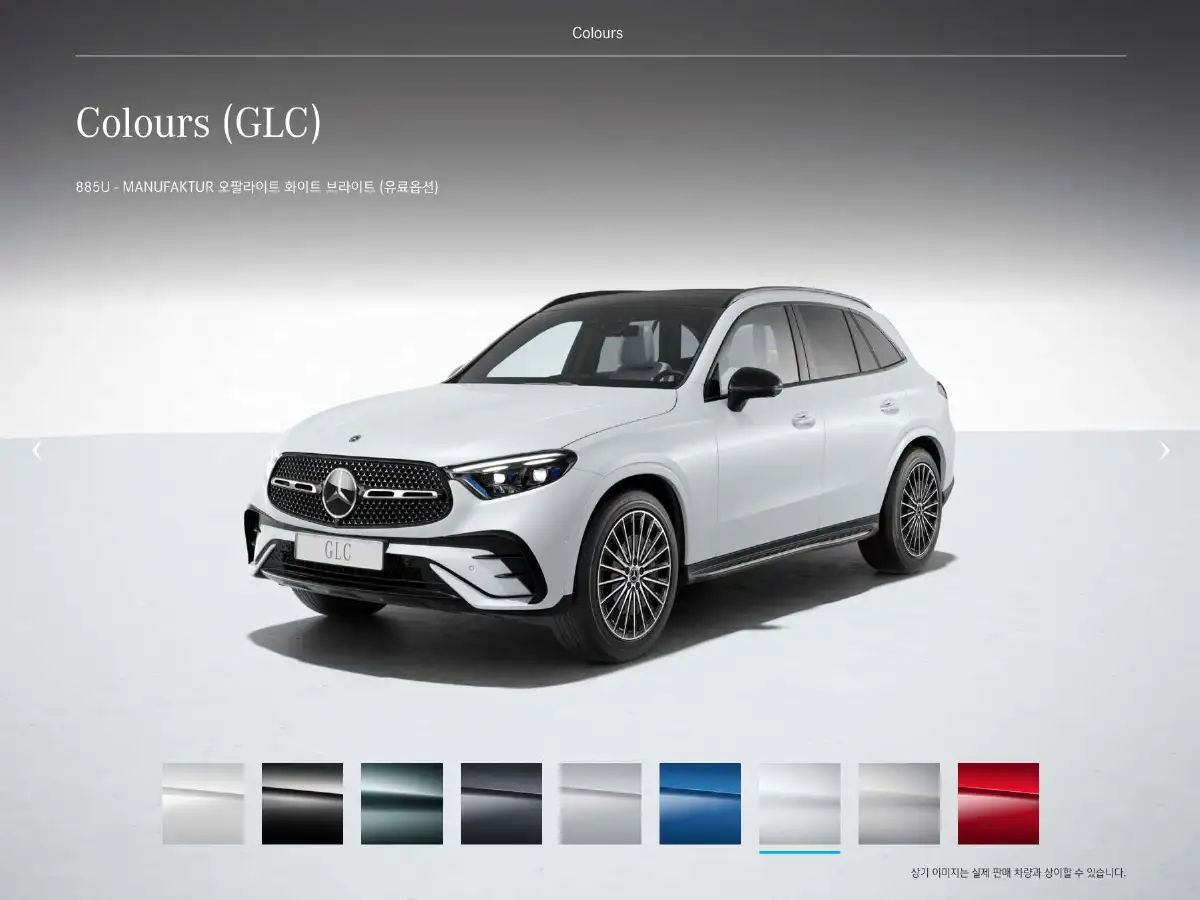 Colours
Colours (GLC)
885U - MANUFAKTUR 오팔라이트 화이트 브라이트 (유료옵션)
GLC
상기 이미지는 실제 판매 차량과 상이할 수 있습니다.